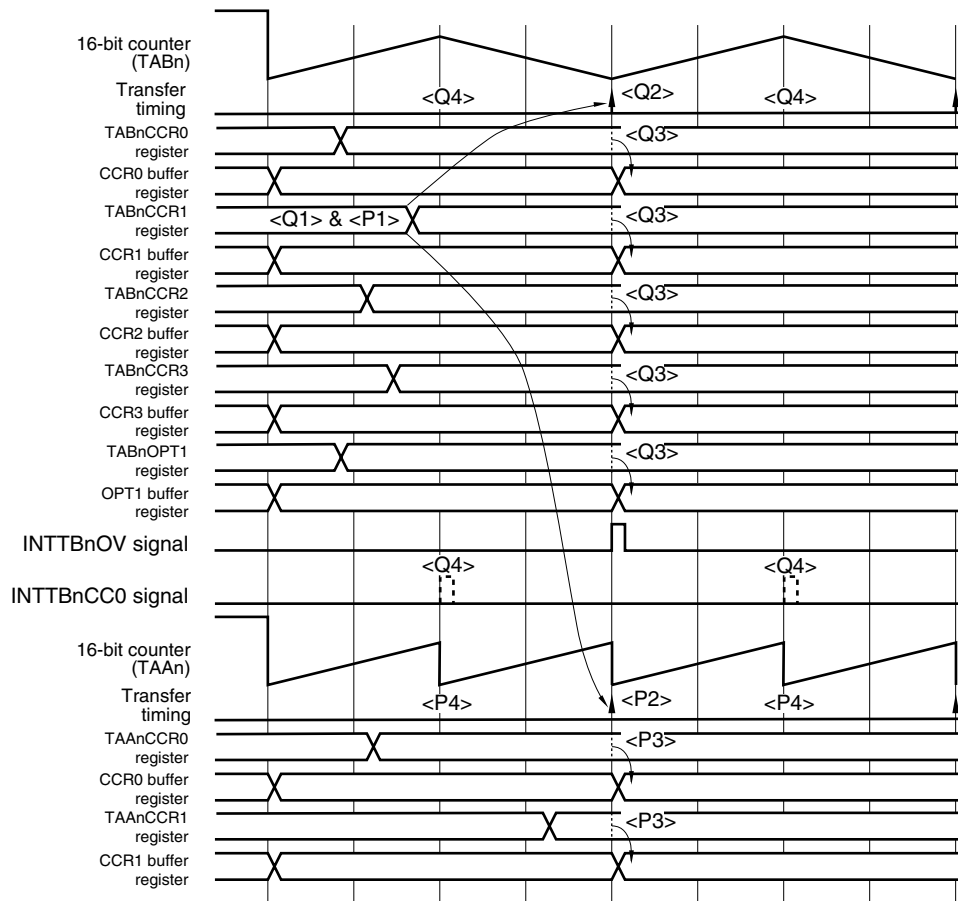 16-bit counter
(TABn)
Transfer
timing
<Q4>
<Q2>
<Q4>
TABnCCR0
register
<Q3>
CCR0 buffer
register
TABnCCR1
register
<Q1> & <P1>
<Q3>
CCR1 buffer
register
TABnCCR2
register
<Q3>
CCR2 buffer
register
TABnCCR3
register
<Q3>
CCR3 buffer
register
TABnOPT1
register
<Q3>
OPT1 buffer
register
INTTBnOV signal
<Q4>
<Q4>
INTTBnCC0 signal
16-bit counter
(TAAn)
Transfer
timing
<P4>
<P2>
<P4>
TAAnCCR0
register
<P3>
CCR0 buffer
register
TAAnCCR1
register
<P3>
CCR1 buffer
register